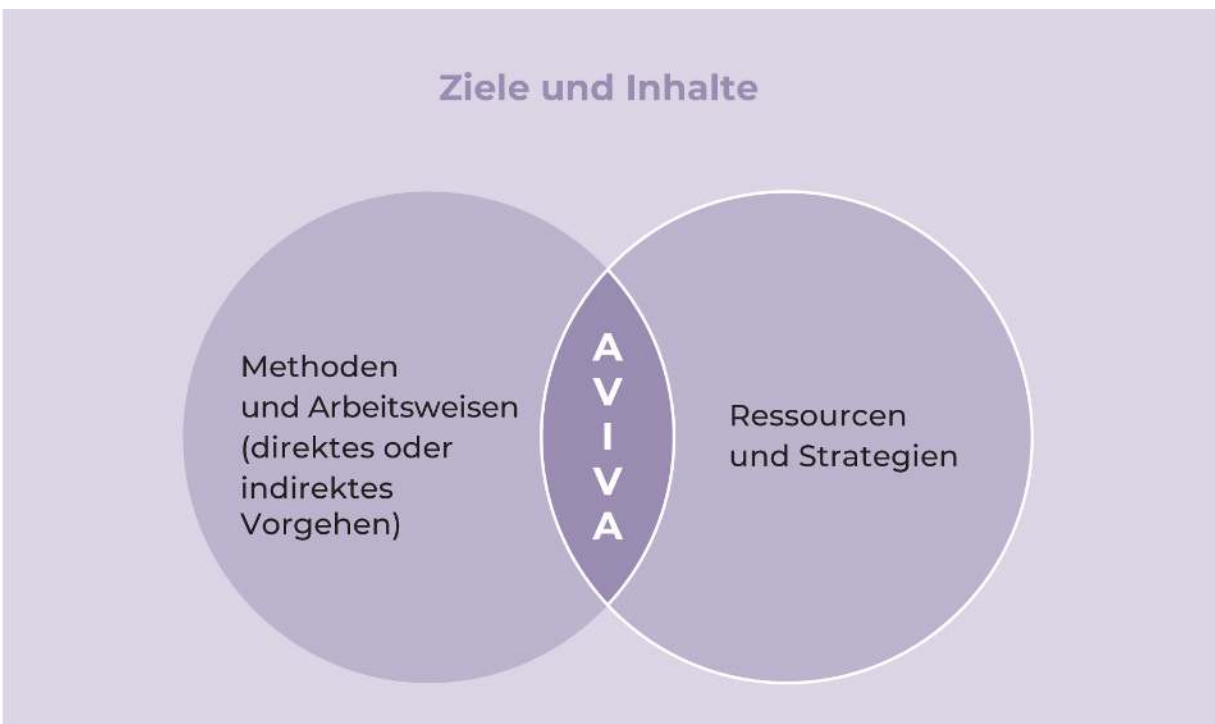 Ziele und Inhalte
Methoden
und Arbeitsweisen
(direktes oder
indirektes
Vorgehen)
A
V
I
V
A
Ressourcen
und Strategien